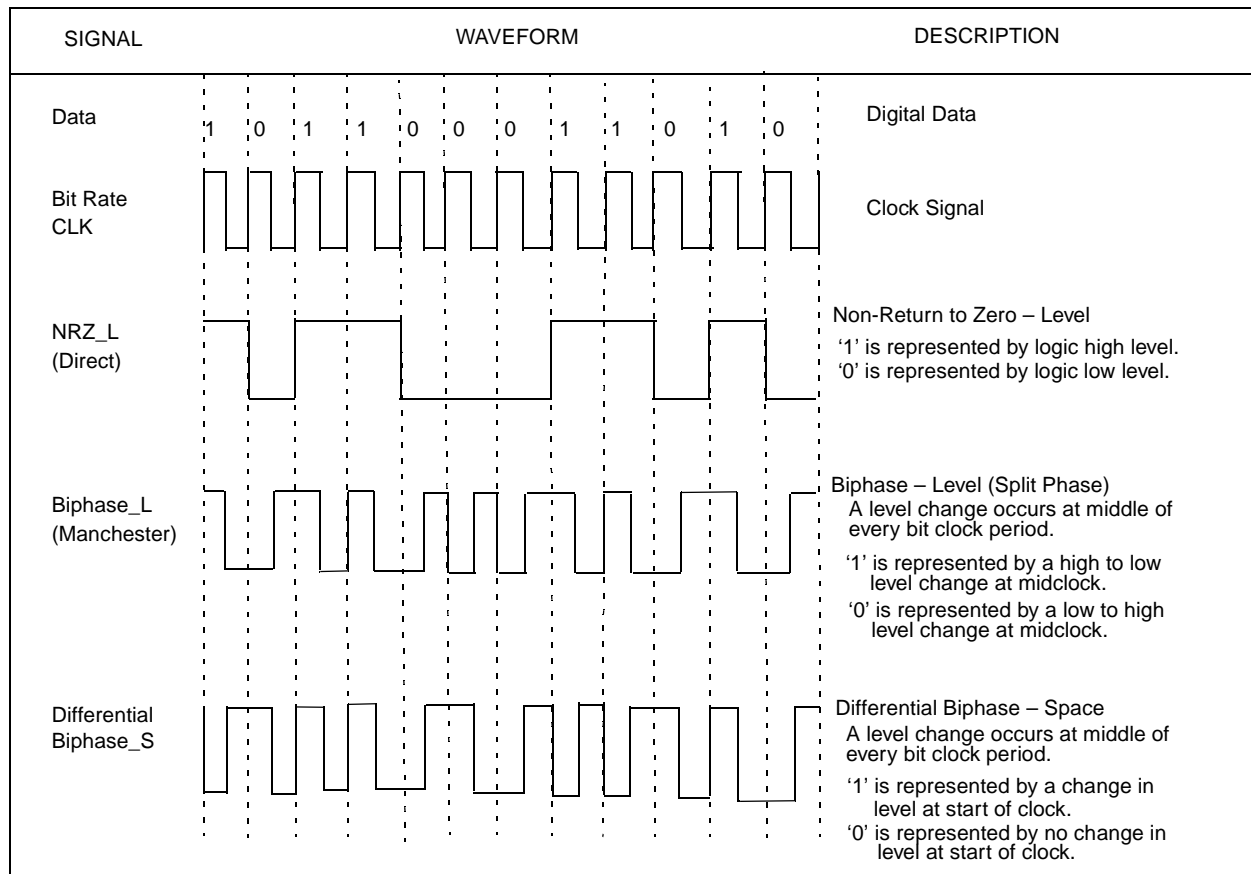 SIGNAL WAVEFORM DESCRIPTION
Data
1 0 1 1 0 0 0 1 1 0 1 0
Digital Data
Bit Rate
CLK
Clock Signal
NRZ_L
(Direct)
Non-Return to Zero – Level
‘1’ is represented by logic high level.
‘0’ is represented by logic low level.
Biphase_L
(Manchester)
Biphase – Level (Split Phase)
A level change occurs at middle of
every bit clock period.
‘1’ is represented by a high to low
level change at midclock.
‘0’ is represented by a low to high
level change at midclock.
Differential
Biphase_S
Differential Biphase – Space
A level change occurs at middle of
every bit clock period.
‘1’ is represented by a change in
level at start of clock.
‘0’ is represented by no change in
level at start of clock.